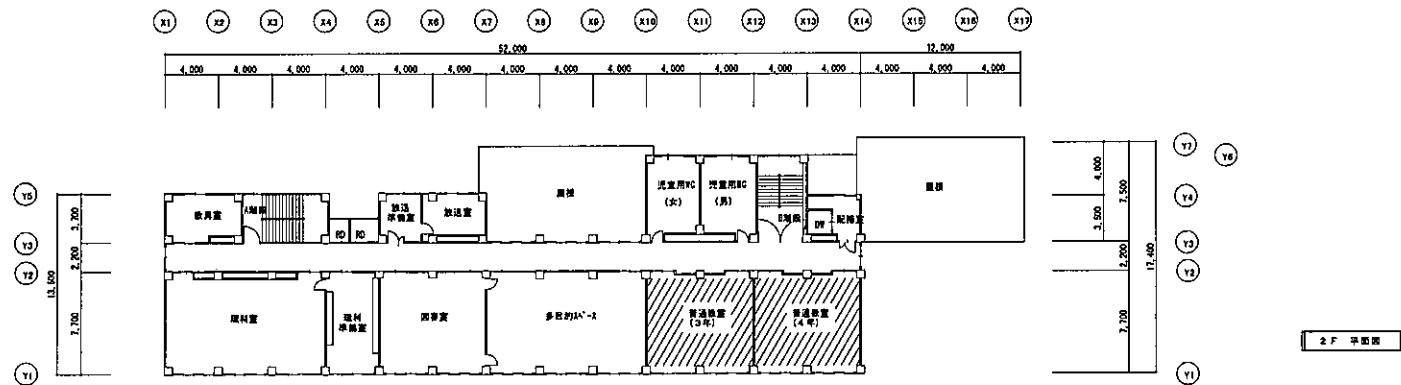 X1 X2 X3 X4 X5 X6 X7 X8 X9 X10 X11 X12 X13 X14 X15 X16 X17
52,000 12,000
4,000 4,000 4,000 4,000 4,000 4,000 4,000 4,000 4,000 4,000 4,000 4,000 4,000 4,000 4,000 4,000
Y7
Y6
Y5
Y4
Y3
Y3
Y2
Y2
Y1
Y1
3,700
2,200
7,700
13,600
4,000
3,500
7,500
2,200
7,700
17,400
教具室
A階段
PD PD
放送
準備室
放送室
屋根
児童用WC
(女)
児童用WC
(男)
B階段
DW
配膳室
屋根
理科室
理科
準備室
図書室
多目的スペース
普通教室
(3年)
普通教室
(4年)
2F 平面図